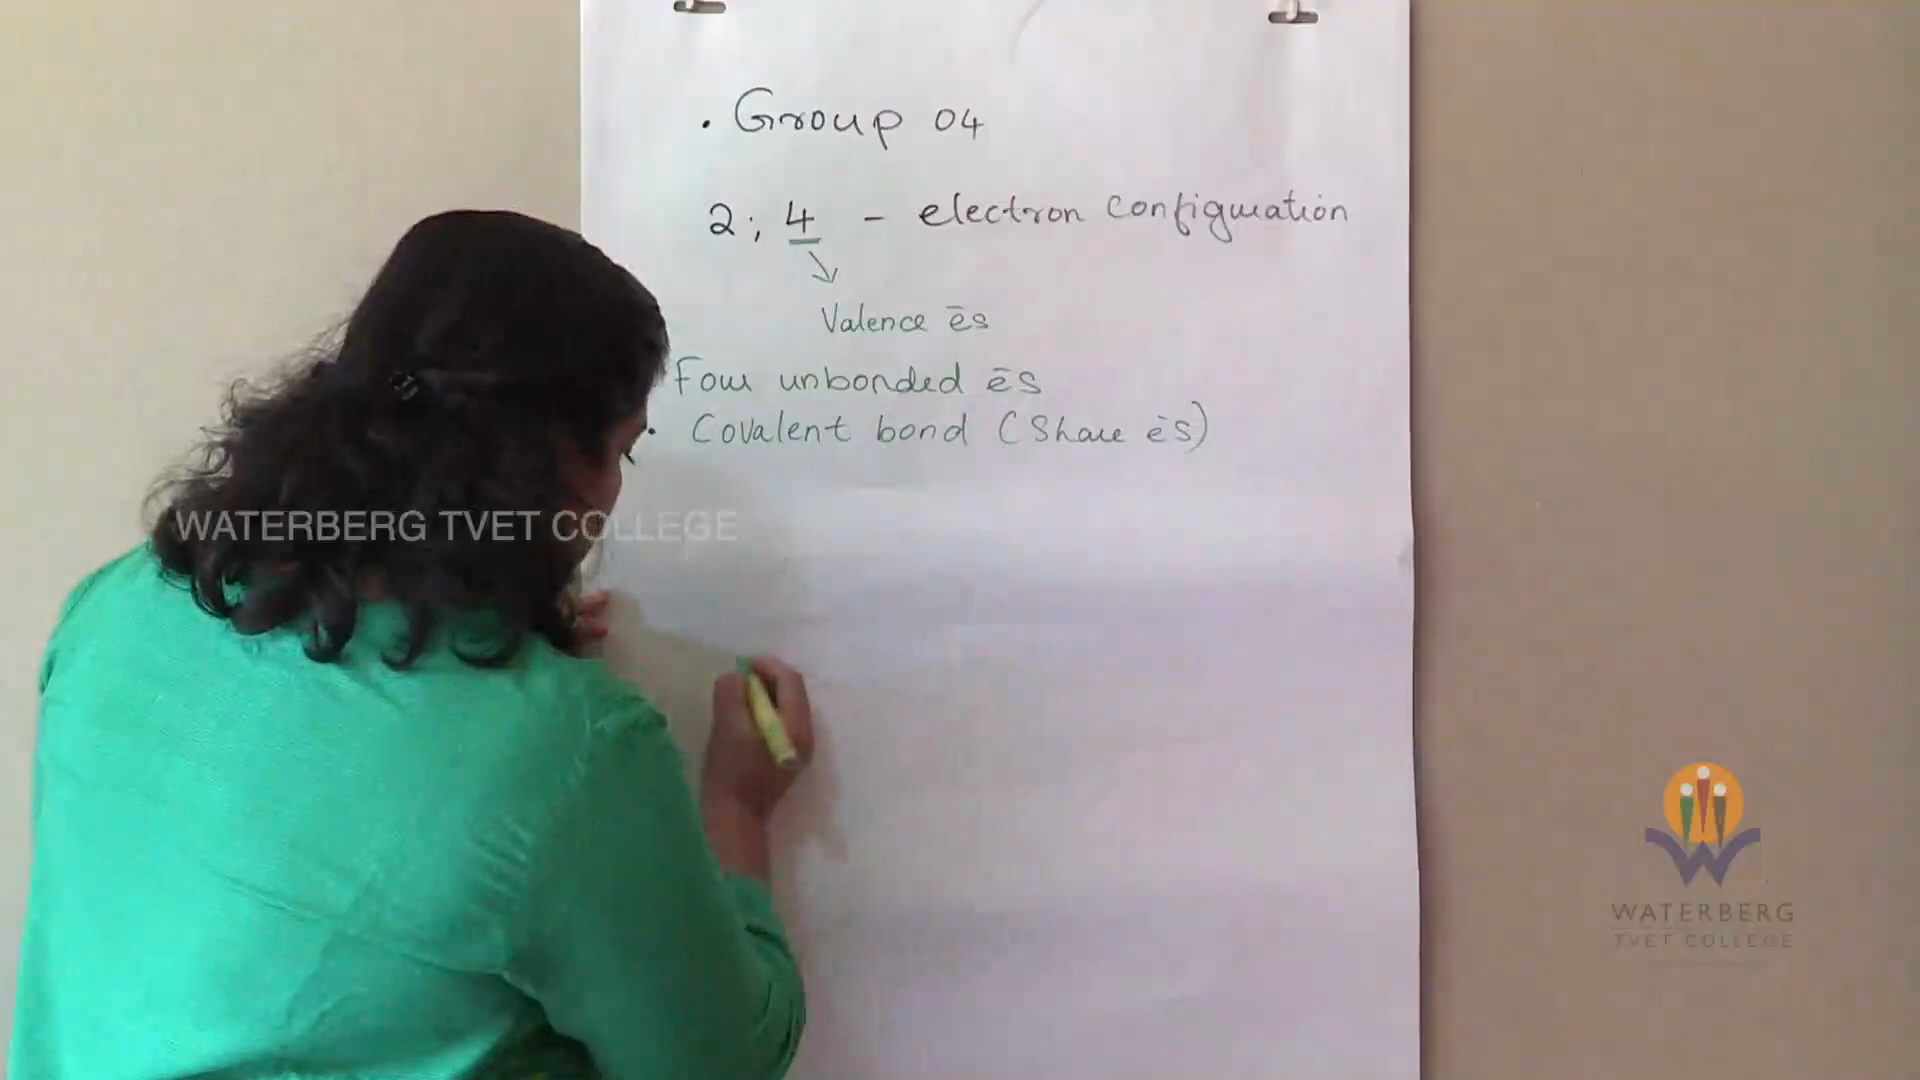 . Group 04
2 ; 4 - electron configuration
Valence ēs
Four unbonded ēs
. Covalent bond (Share ēs)
WATERBERG TVET COLLEGE
WATERBERG
TVET COLLEGE